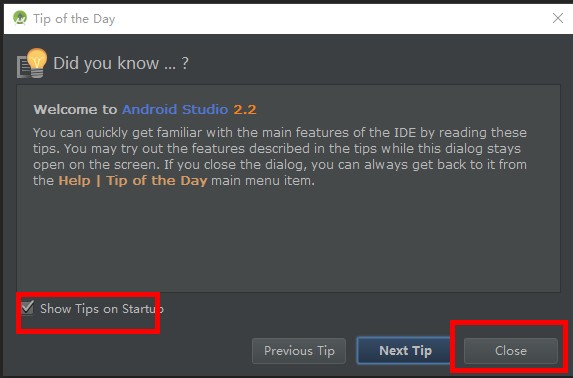 Tip of the Day
Did you know ... ?
Welcome to Android Studio 2.2
You can quickly get familiar with the main features of the IDE by reading these
tips. You may try out the features described in the tips while this dialog stays
open on the screen. If you close the dialog, you can always get back to it from
the Help | Tip of the Day main menu item.
Show Tips on Startup
Previous Tip
Next Tip
Close